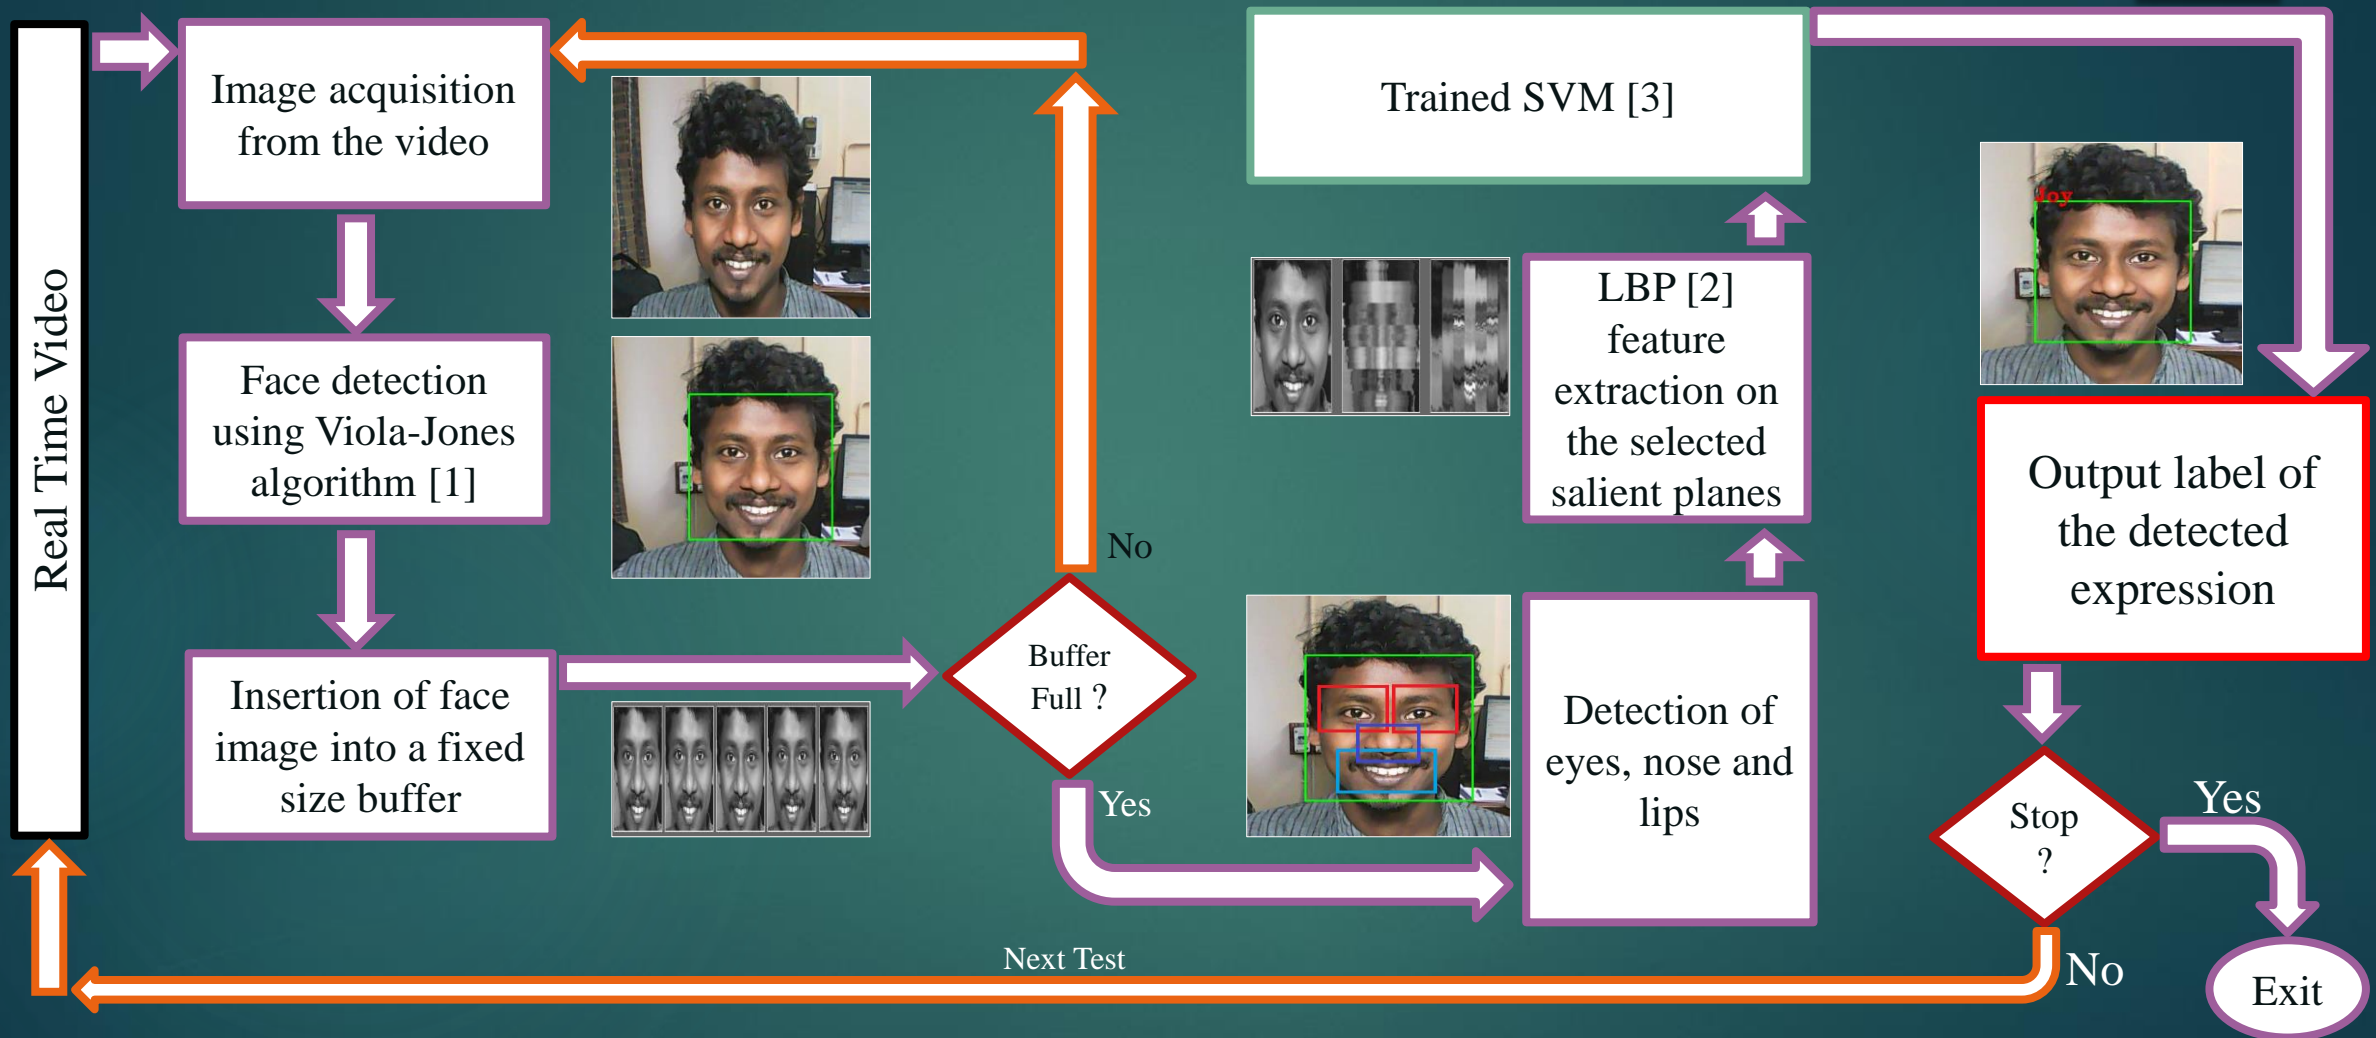 Real Time Video
Image acquisition
from the video
Face detection
using Viola-Jones
algorithm [1]
Insertion of face
image into a fixed
size buffer
Buffer
Full ?
No
Yes
Detection of
eyes, nose and
lips
LBP [2]
feature
extraction on
the selected
salient planes
Trained SVM [3]
Joy
Output label of
the detected
expression
Stop
?
Yes
No
Exit
Next Test